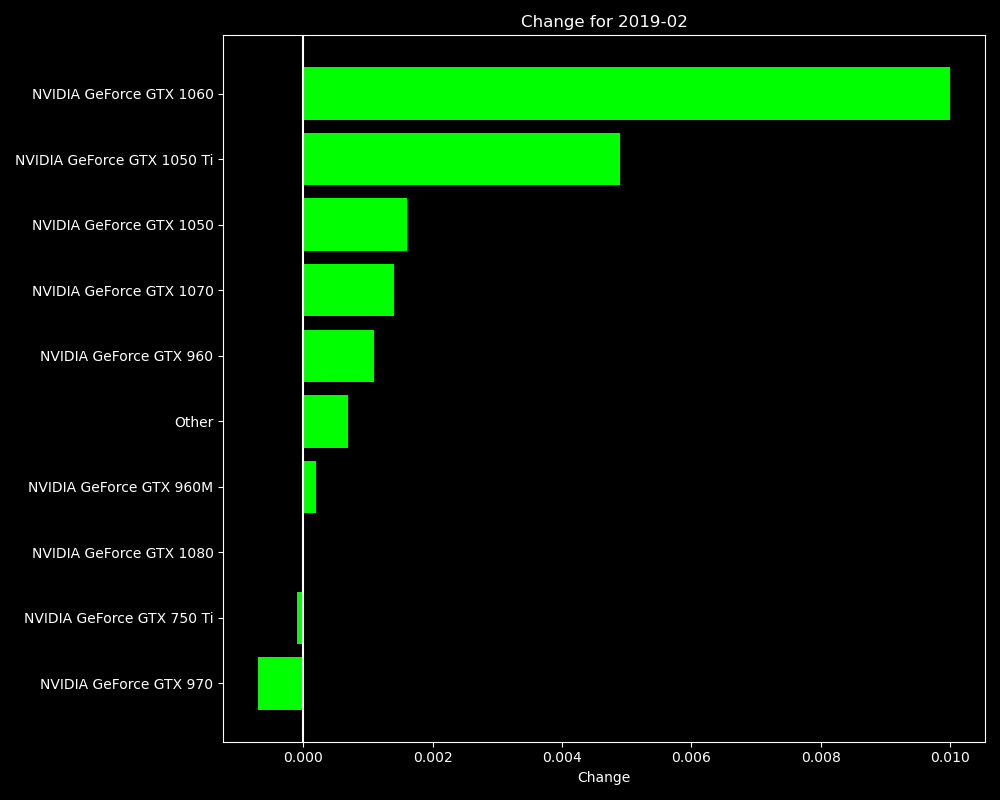 Change for 2019-02
NVIDIA GeForce GTX 1060
NVIDIA GeForce GTX 1050 Ti
NVIDIA GeForce GTX 1050
NVIDIA GeForce GTX 1070
NVIDIA GeForce GTX 960
Other
NVIDIA GeForce GTX 960M
NVIDIA GeForce GTX 1080
NVIDIA GeForce GTX 750 Ti
NVIDIA GeForce GTX 970
0.000 0.002 0.004 0.006 0.008 0.010
Change